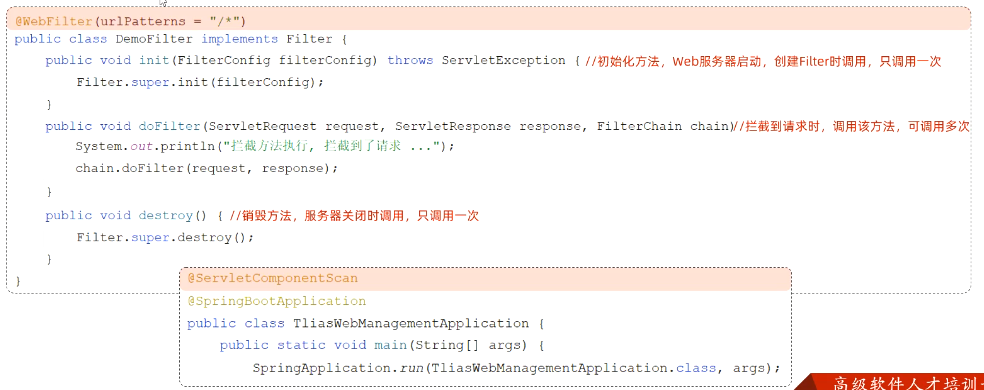 @WebFilter(urlPatterns = "/*")
public class DemoFilter implements Filter {
public void init(FilterConfig filterConfig) throws ServletException { //初始化方法，Web服务器启动，创建Filter时调用，只调用一次
Filter.super.init(filterConfig);
}
public void doFilter(ServletRequest request, ServletResponse response, FilterChain chain)//拦截到请求时，调用该方法，可调用多次
System.out.println("拦截方法执行, 拦截到了请求 ...");
chain.doFilter(request, response);
}
public void destroy() { //销毁方法，服务器关闭时调用，只调用一次
Filter.super.destroy();
}
}
@ServletComponentScan
@SpringBootApplication
public class TliasWebManagementApplication {
public static void main(String[] args) {
SpringApplication.run(TliasWebManagementApplication.class, args);
高级软件人才培训